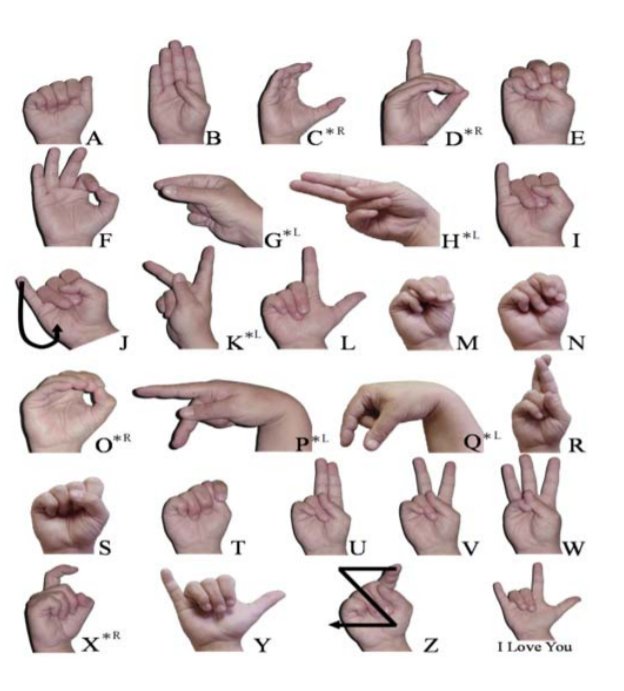 A B C*R D*R E
F G*L H*L I
J K*L L M N
O*R P*L Q*L R
S T U V W
X*R Y Z I Love You